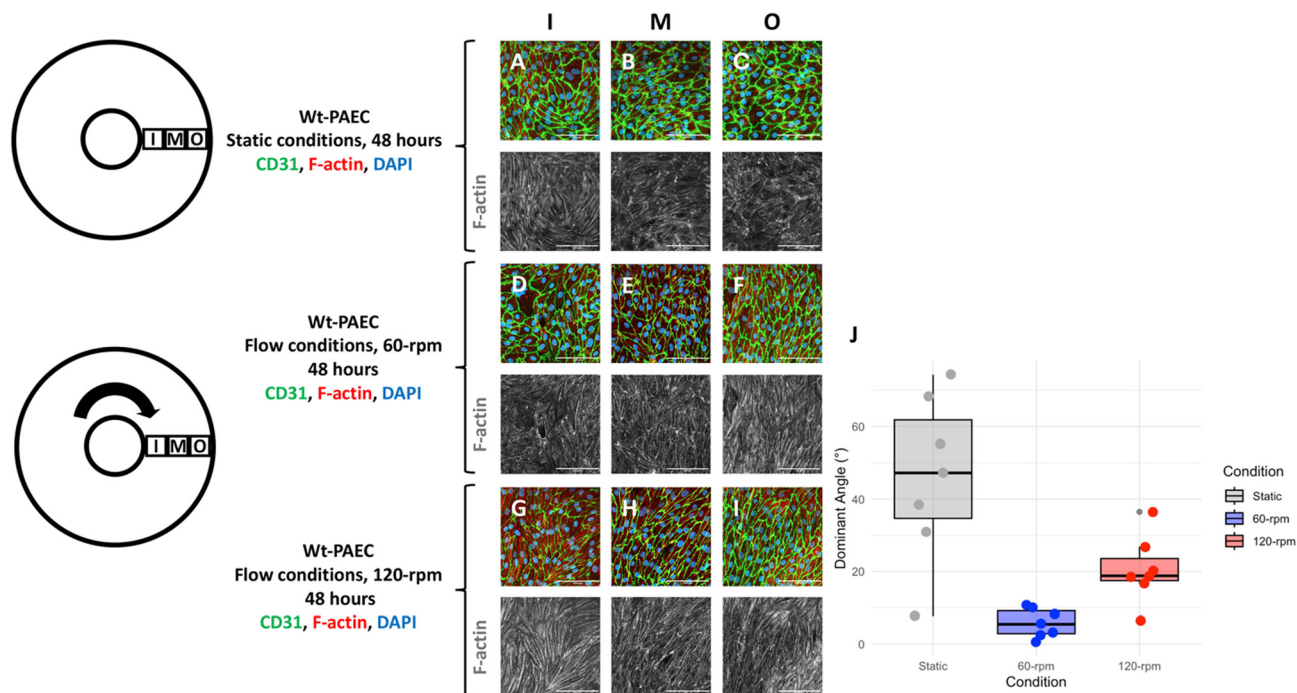 I M O
I M O
Wt-PAEC
Static conditions, 48 hours
CD31, F-actin, DAPI
A B C
F-actin
D E F
Wt-PAEC
Flow conditions, 60-rpm
48 hours
CD31, F-actin, DAPI
I M O
F-actin
G H I
Wt-PAEC
Flow conditions, 120-rpm
48 hours
CD31, F-actin, DAPI
F-actin
J
Dominant Angle (°)
60
40
20
0
Static 60-rpm 120-rpm
Condition
Condition
Static
60-rpm
120-rpm